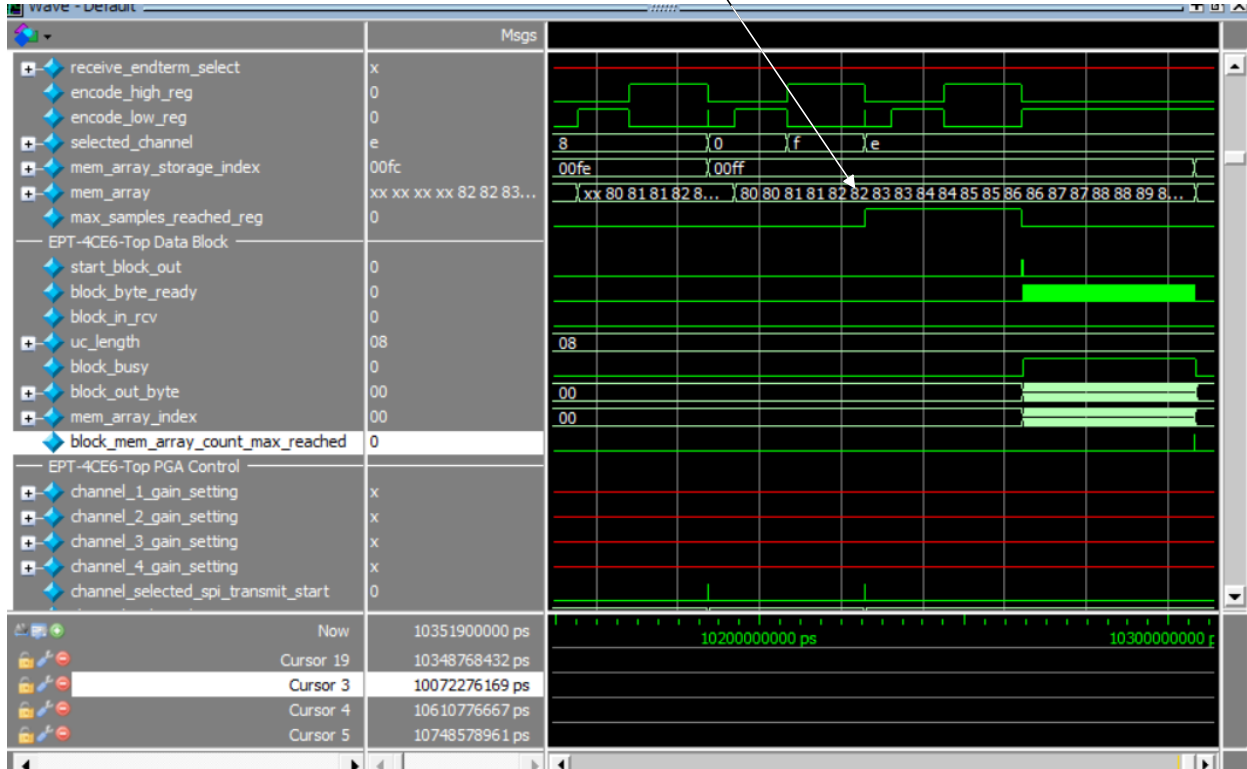 Wave - Default
Msgs
receive_endterm_select x
encode_high_reg 0
encode_low_reg 0
selected_channel e 8 0 f e
mem_array_storage_index 00fc 00fe 00ff
mem_array xx xx xx xx 82 82 83... xx 80 81 81 82 8... 80 80 81 81 82 82 83 83 84 84 85 85 86 86 87 87 88 88 89 8...
max_samples_reached_reg 0
EPT-4CE6-Top Data Block
start_block_out 0
block_byte_ready 0
block_in_rcv 0
uc_length 08 08
block_busy 0
block_out_byte 00 00
mem_array_index 00 00
block_mem_array_count_max_reached 0
EPT-4CE6-Top PGA Control
channel_1_gain_setting x
channel_2_gain_setting x
channel_3_gain_setting x
channel_4_gain_setting x
channel_selected_spi_transmit_start 0
Now 10351900000 ps 10200000000 ps 10300000000 p
Cursor 19 10348768432 ps
Cursor 3 10072276169 ps
Cursor 4 10610776667 ps
Cursor 5 10748578961 ps